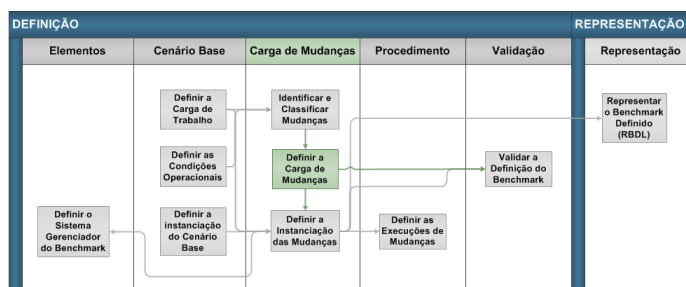 DEFINIÇÃO
REPRESENTAÇÃO
Elementos
Cenário Base
Carga de Mudanças
Procedimento
Validação
Representação
Definir a
Carga de
Trabalho
Identificar e
Classificar
Mudanças
Representar
o Benchmark
Definido
(RBDL)
Definir as
Condições
Operacionais
Definir a
Carga de
Mudanças
Validar a
Definição do
Benchmark
Definir o
Sistema
Gerenciador
do Benchmark
Definir a
instanciação
do Cenário
Base
Definir a
Instanciação
das Mudanças
Definir as
Execuções de
Mudanças